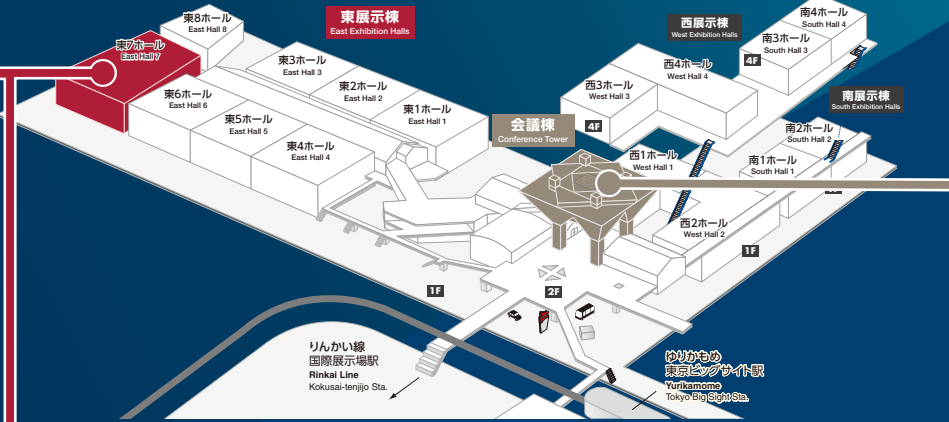 東展示棟
East Exhibition Halls
東8ホール
East Hall 8
東7ホール
East Hall 7
東3ホール
East Hall 3
東2ホール
East Hall 2
東1ホール
East Hall 1
東6ホール
East Hall 6
東5ホール
East Hall 5
東4ホール
East Hall 4
会議棟
Conference Tower
西展示棟
West Exhibition Halls
西3ホール
West Hall 3
西4ホール
West Hall 4
4F
西1ホール
West Hall 1
西2ホール
West Hall 2
南4ホール
South Hall 4
南3ホール
South Hall 3
4F
南展示棟
South Exhibition Halls
南2ホール
South Hall 2
南1ホール
South Hall 1
1F
1F
2F
りんかい線
国際展示場駅
Rinkai Line
Kokusai-tenjijo Sta.
ゆりかもめ
東京ビッグサイト駅
Yurikamome
Tokyo Big Sight Sta.